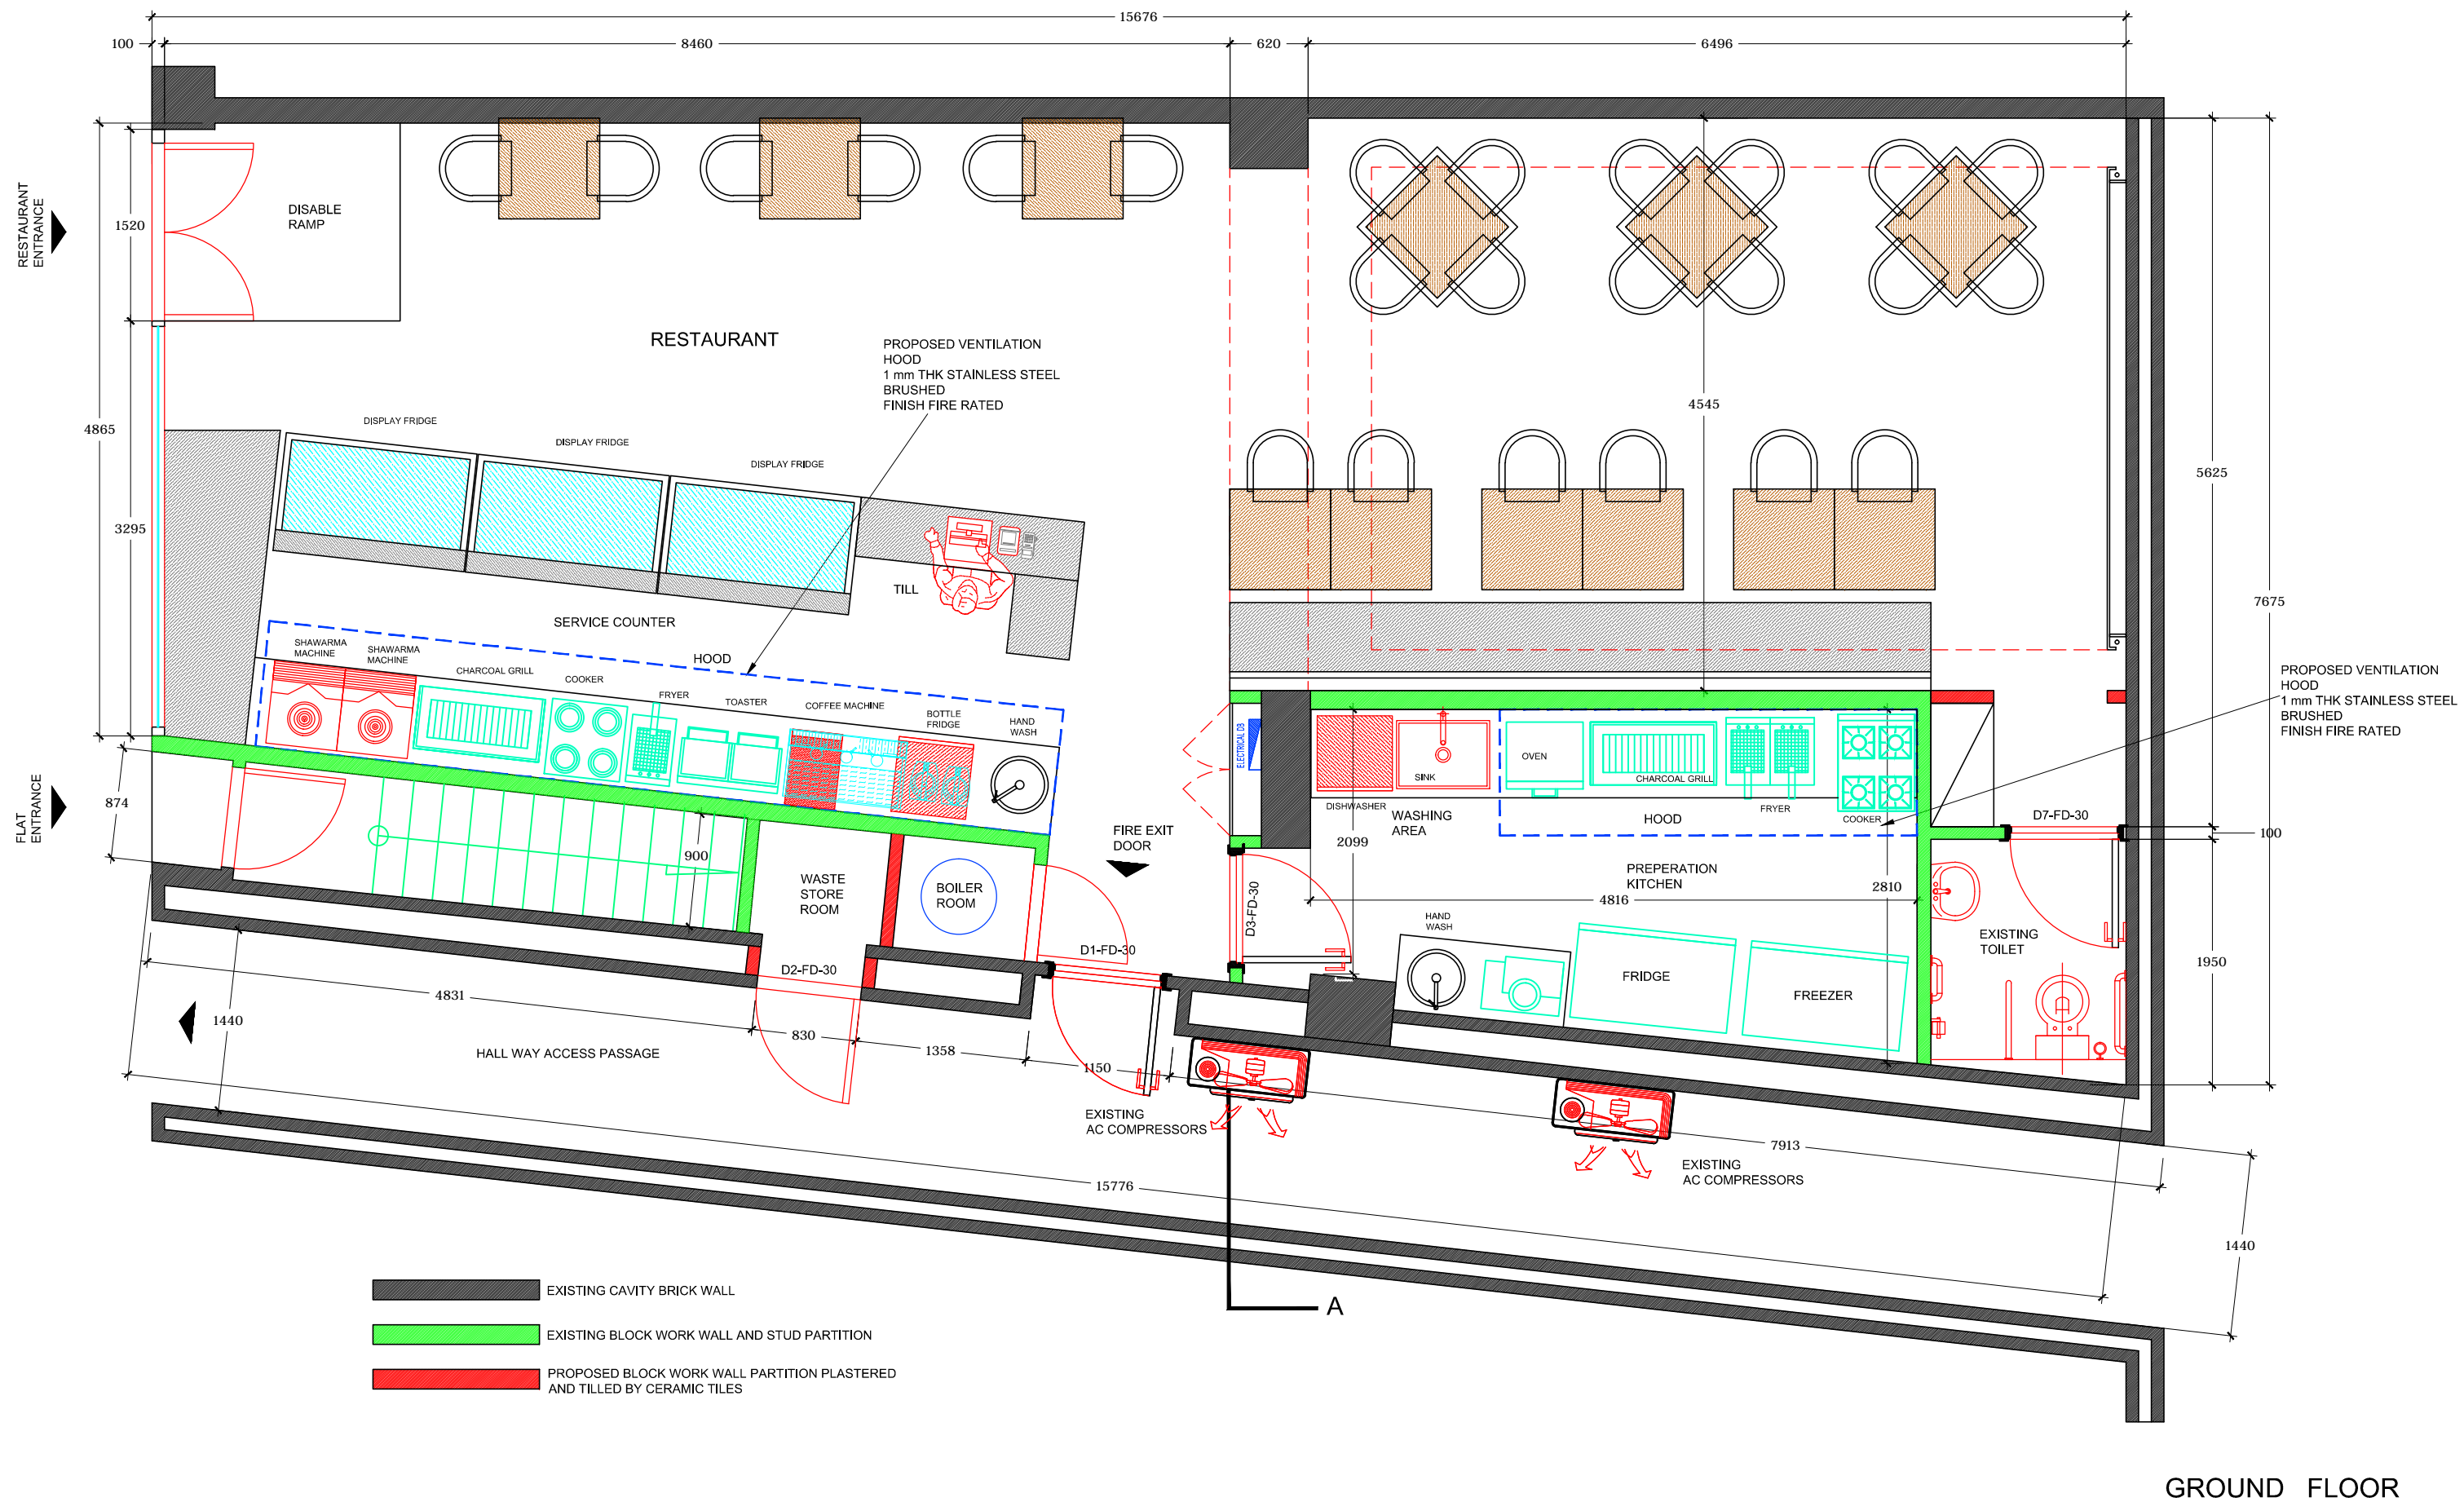 15676
100
8460
620
6496
RESTAURANT
ENTRANCE
1520
DISABLE
RAMP
RESTAURANT
PROPOSED VENTILATION
HOOD
1 mm THK STAINLESS STEEL
BRUSHED
FINISH FIRE RATED
4545
4865
3295
5625
7675
DISPLAY FRIDGE
DISPLAY FRIDGE
DISPLAY FRIDGE
TILL
SERVICE COUNTER
HOOD
SHAWARMA
MACHINE
SHAWARMA
MACHINE
CHARCOAL GRILL
COOKER
FRYER
TOASTER
COFFEE MACHINE
BOTTLE
FRIDGE
HAND
WASH
PROPOSED VENTILATION
HOOD
1 mm THK STAINLESS STEEL
BRUSHED
FINISH FIRE RATED
ELECTRICAL DB
OVEN
SINK
CHARCOAL GRILL
DISHWASHER
WASHING
AREA
HOOD
FRYER
COOKER
D7-FD-30
100
FLAT
ENTRANCE
874
900
FIRE EXIT
DOOR
2099
WASTE
STORE
ROOM
BOILER
ROOM
D3-FD-30
PREPERATION
KITCHEN
4816
2810
HAND
WASH
FRIDGE
FREEZER
EXISTING
TOILET
1950
D1-FD-30
D2-FD-30
4831
1440
830
1358
1150
HALL WAY ACCESS PASSAGE
EXISTING
AC COMPRESSORS
7913
EXISTING
AC COMPRESSORS
15776
1440
A
EXISTING CAVITY BRICK WALL
EXISTING BLOCK WORK WALL AND STUD PARTITION
PROPOSED BLOCK WORK WALL PARTITION PLASTERED
AND TILLED BY CERAMIC TILES
GROUND FLOOR